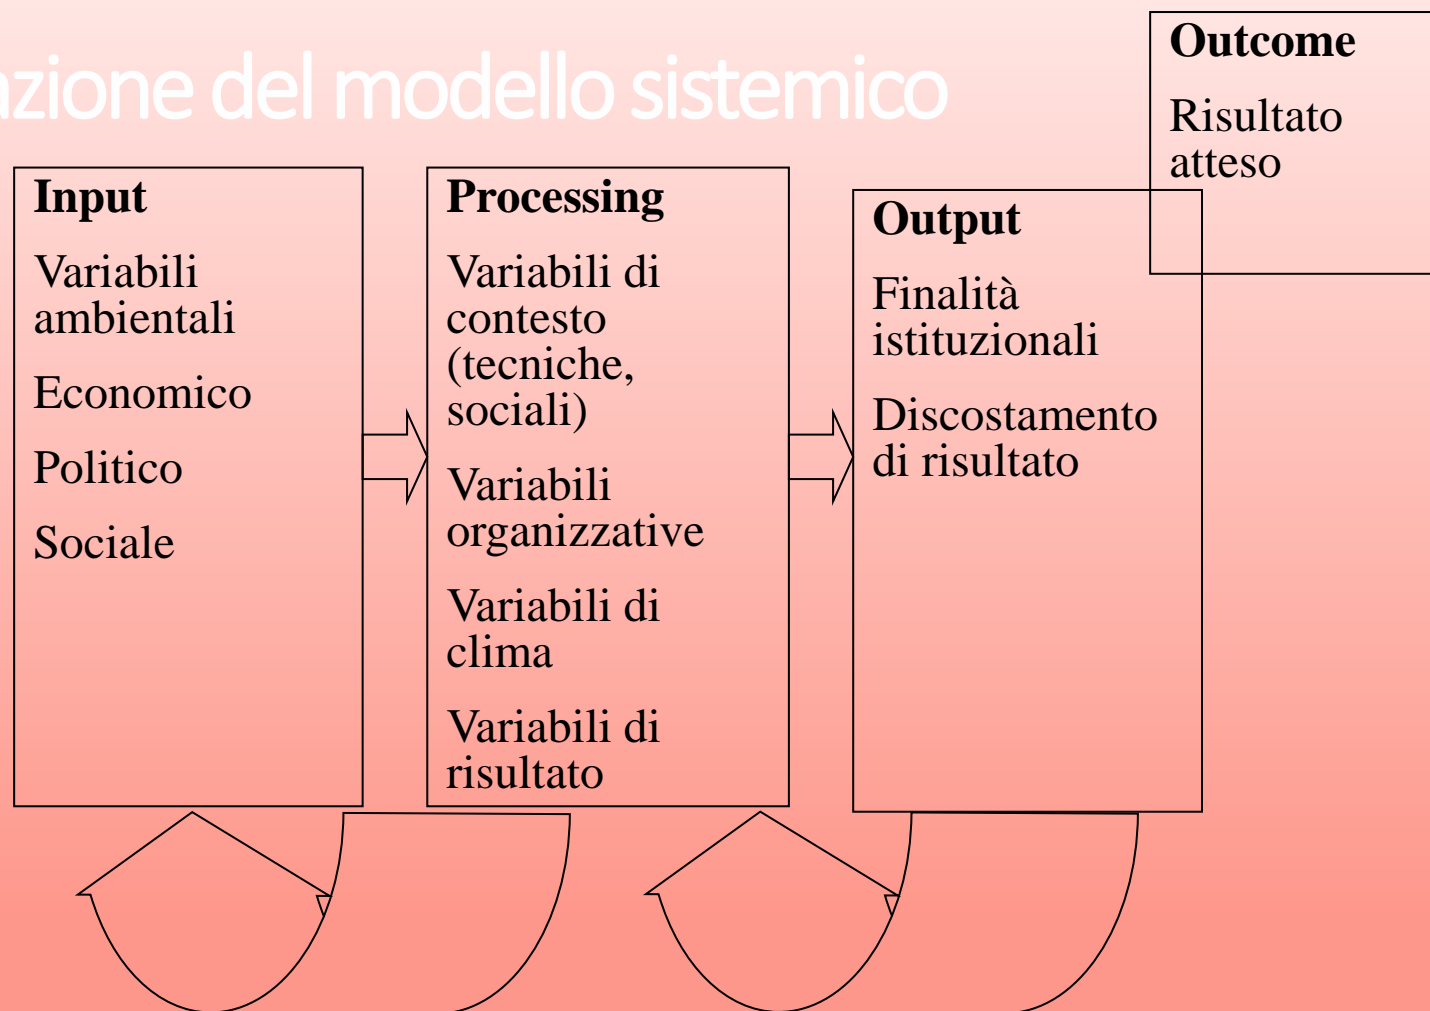 azione del modello sistemico
Outcome
Risultato
atteso
Input
Variabili
ambientali
Economico
Politico
Sociale
Processing
Variabili di
contesto
(tecniche,
sociali)
Variabili
organizzative
Variabili di
clima
Variabili di
risultato
Output
Finalità
istituzionali
Discostamento
di risultato